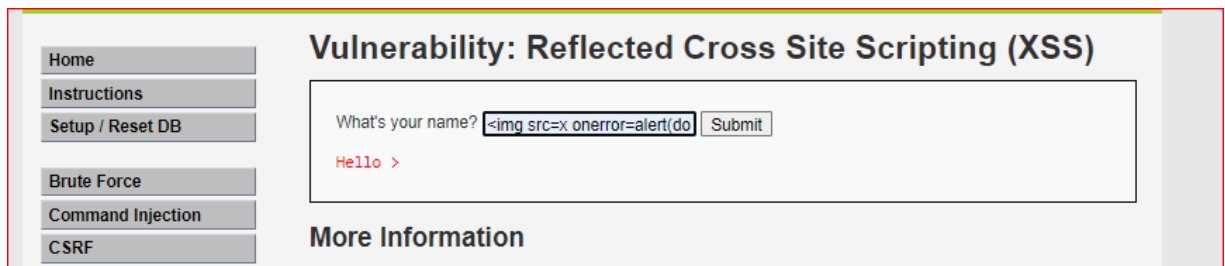 Home
Instructions
Setup / Reset DB
Brute Force
Command Injection
CSRF
Vulnerability: Reflected Cross Site Scripting (XSS)
What's your name? <img src=x onerror=alert(do Submit
Hello >
More Information